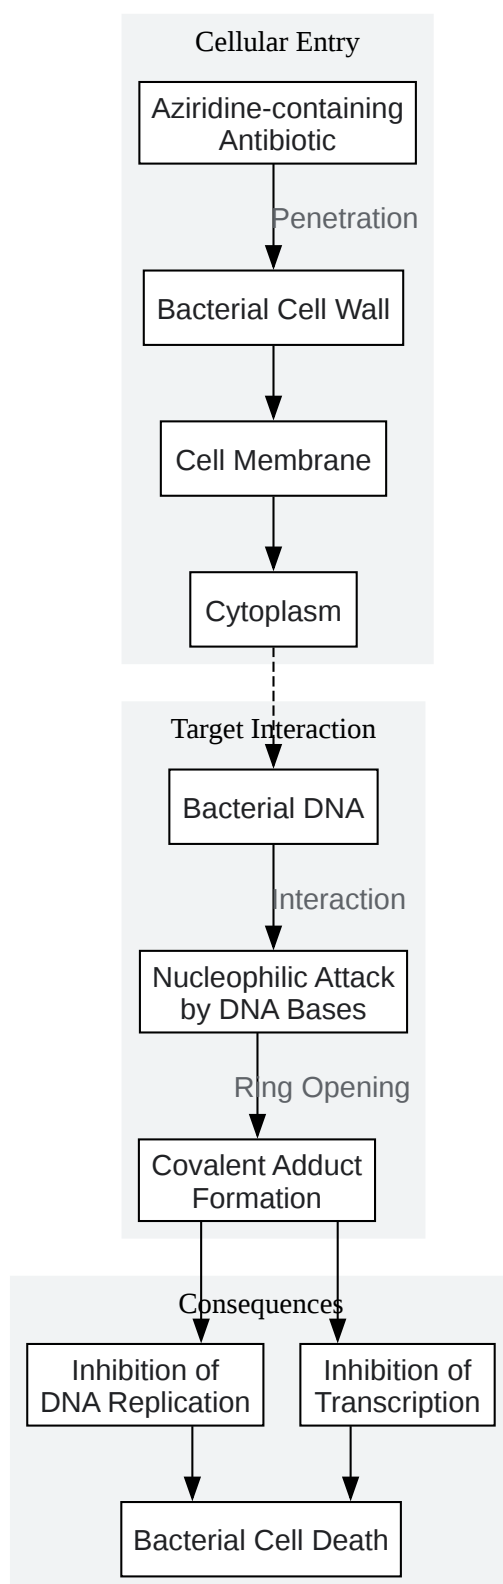 Cellular Entry
Aziridine-containing
Antibiotic
Penetration
Bacterial Cell Wall
Cell Membrane
Cytoplasm
Target Interaction
Bacterial DNA
Interaction
Nucleophilic Attack
by DNA Bases
Ring Opening
Covalent Adduct
Formation
Consequences
Inhibition of
DNA Replication
Inhibition of
Transcription
Bacterial Cell Death